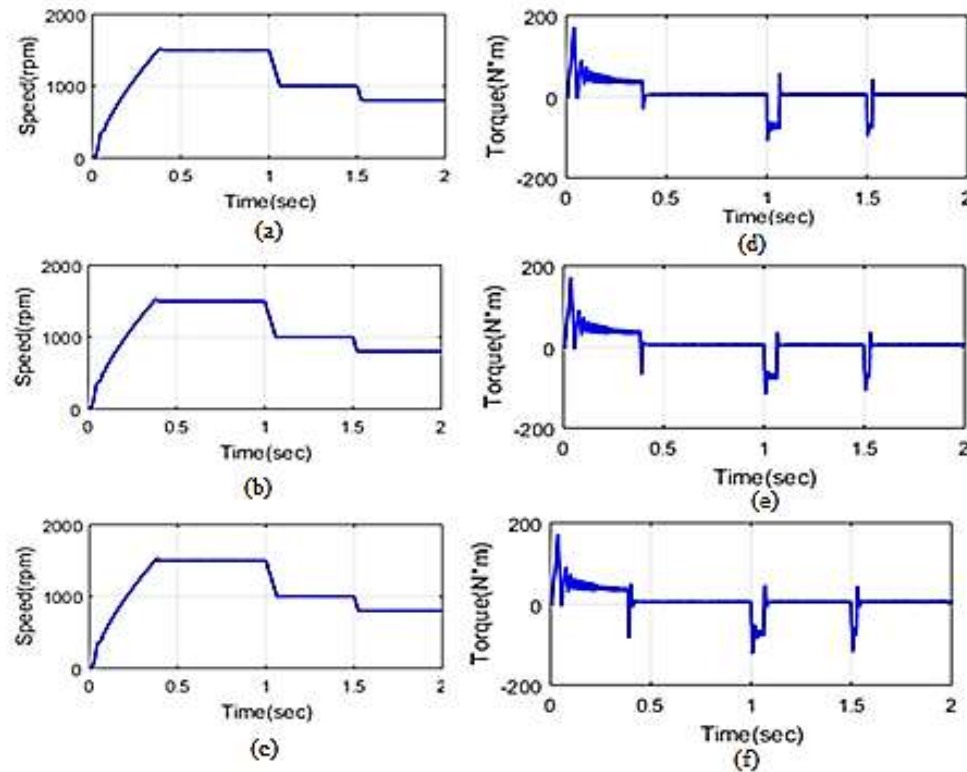 2000
Speed(rpm)
1000
0
0 0.5 1 1.5 2
Time(sec)
(a)
200
Torque(N*m)
0
-200
0 0.5 1 1.5 2
Time(sec)
(d)
2000
Speed(rpm)
1000
0
0 0.5 1 1.5 2
Time(sec)
(b)
200
Torque(N*m)
0
-200
0 0.5 1 1.5 2
Time(sec)
(e)
2000
Speed(rpm)
1000
0
0 0.5 1 1.5 2
Time(sec)
(c)
200
Torque(N*m)
0
-200
0 0.5 1 1.5 2
Time(sec)
(f)